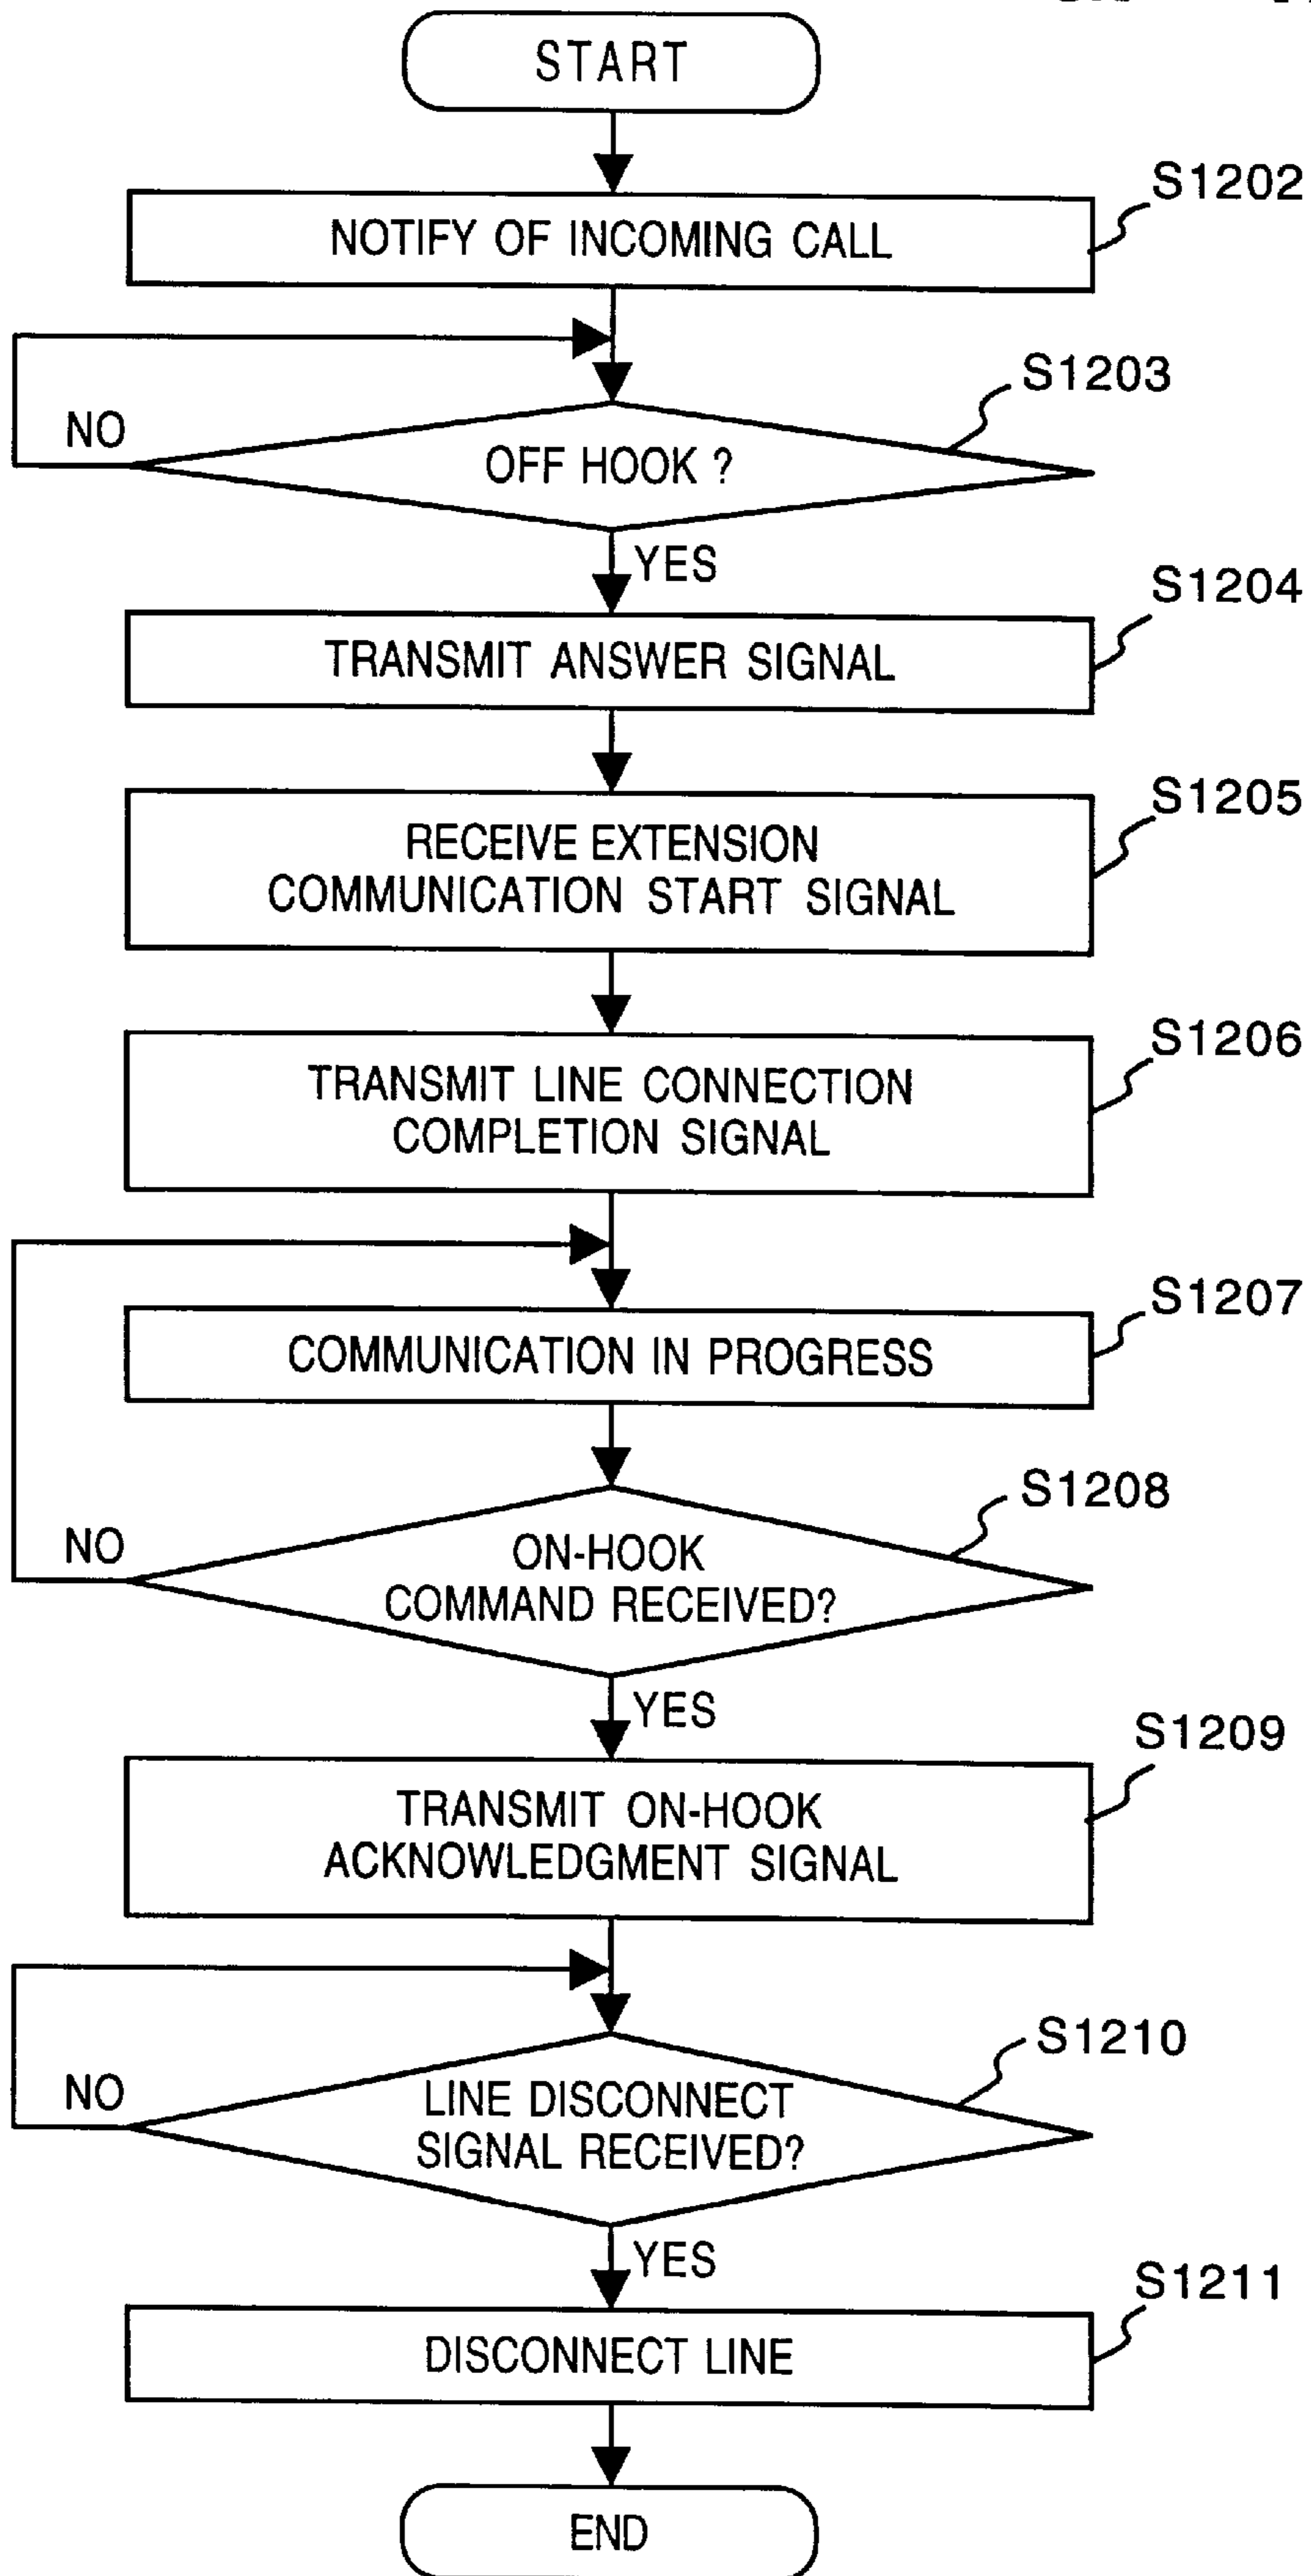 START
S1202
NOTIFY OF INCOMING CALL
S1203
NO
OFF HOOK ?
YES
S1204
TRANSMIT ANSWER SIGNAL
S1205
RECEIVE EXTENSION
COMMUNICATION START SIGNAL
S1206
TRANSMIT LINE CONNECTION
COMPLETION SIGNAL
S1207
COMMUNICATION IN PROGRESS
S1208
NO
ON-HOOK
COMMAND RECEIVED?
YES
S1209
TRANSMIT ON-HOOK
ACKNOWLEDGMENT SIGNAL
S1210
NO
LINE DISCONNECT
SIGNAL RECEIVED?
YES
S1211
DISCONNECT LINE
END